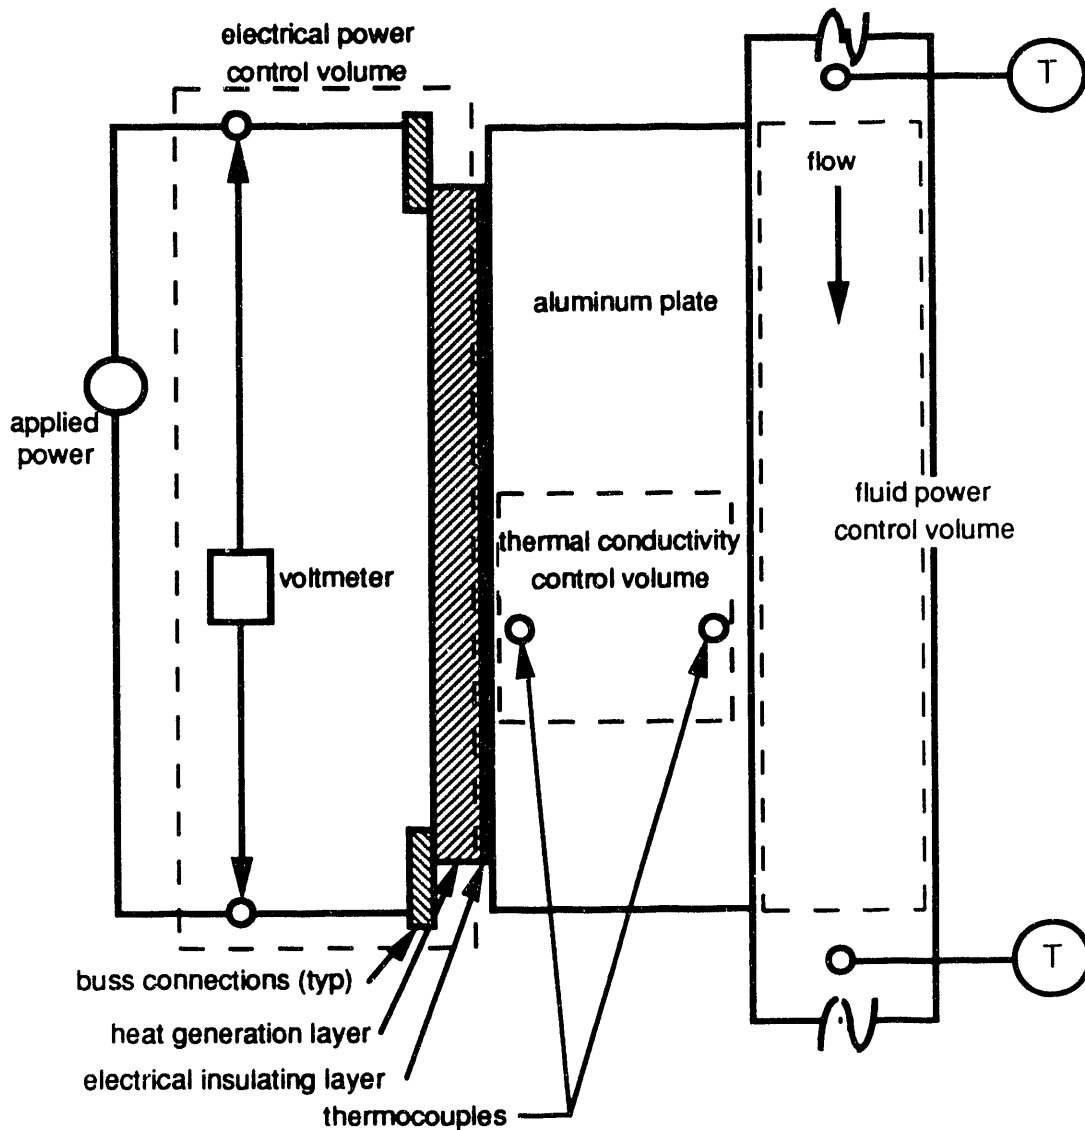 electrical power
control volume
T
flow
aluminum plate
applied
power
fluid power
control volume
thermal conductivity
control volume
voltmeter
T
buss connections (typ)
heat generation layer
electrical insulating layer
thermocouples